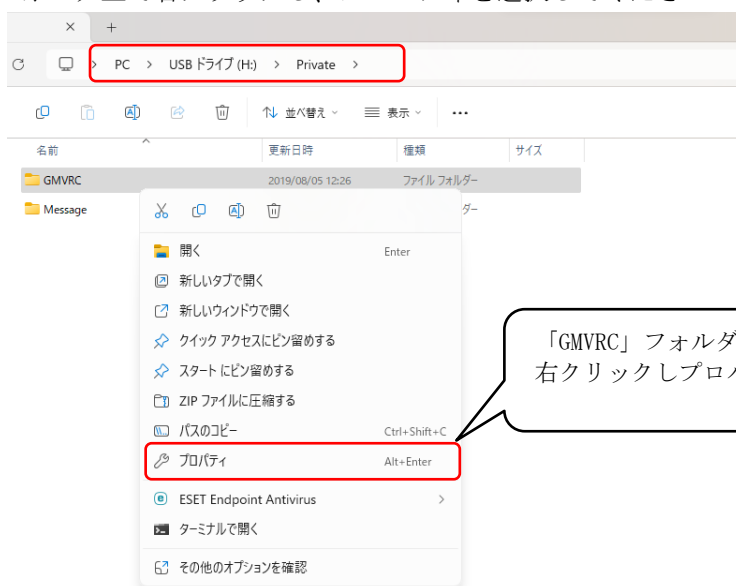 PC > USB ドライブ (H:) > Private >
並べ替え 表示 ...
名前 更新日時 種類 サイズ
GMVRC 2019/08/05 12:26 ファイル フォルダー
Message ダー
開く Enter
新しいタブで開く
新しいウィンドウで開く
クイック アクセスにピン留めする
スタート にピン留めする
ZIP ファイルに圧縮する
パスのコピー Ctrl+Shift+C
プロパティ Alt+Enter
ESET Endpoint Antivirus
ターミナルで開く
その他のオプションを確認
「GMVRC」フォルダ
右クリックしプロパ